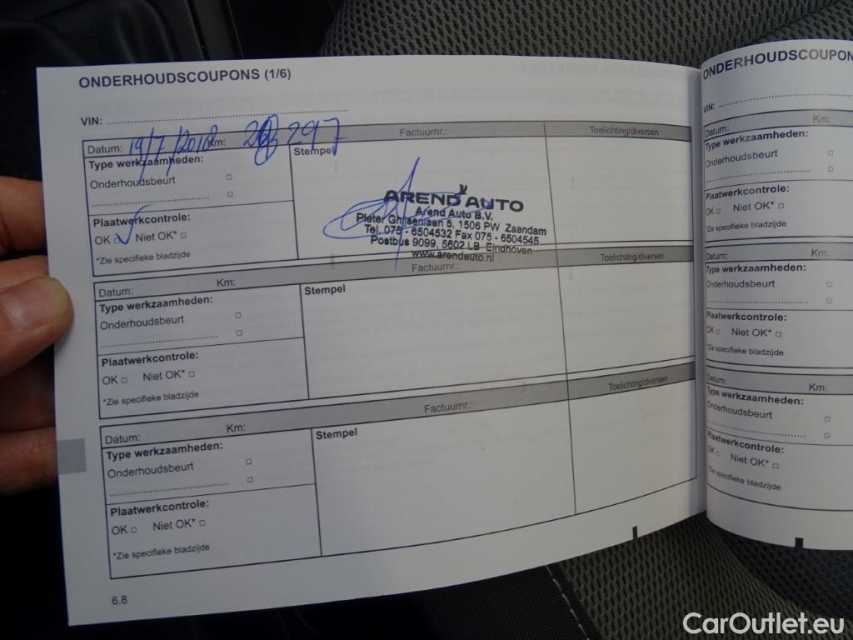 ONDERHOUDSCOUPONS (1/6)
VIN:
Datum: 19/7/2018 Km: 297
Factuurnr.:
Toelichting/diversen
Type werkzaamheden:
Stempel
Onderhoudsbeurt
Plaatwerkcontrole:
OK Niet OK*
*Zie specifieke bladzijde
AREND AUTO
Arend Auto B.V.
Pieter Ghijsenlaan 5, 1506 PW Zaandam
Tel. 075 - 6504532 Fax 075 - 6504545
Postbus 9099, 5602 LB Eindhoven
www.arendauto.nl
Datum: Km: Factuurnr.: Toelichting/diversen
Type werkzaamheden:
Stempel
Onderhoudsbeurt
Plaatwerkcontrole:
OK Niet OK*
*Zie specifieke bladzijde
Datum: Km: Factuurnr.: Toelichting/diversen
Type werkzaamheden:
Stempel
Onderhoudsbeurt
Plaatwerkcontrole:
OK Niet OK*
*Zie specifieke bladzijde
6.8
ONDERHOUDSCOUPON
VIN:
Datum: Km:
Type werkzaamheden:
Onderhoudsbeurt
Plaatwerkcontrole:
OK Niet OK*
*Zie specifieke bladzijde
Datum: Km:
Type werkzaamheden:
Onderhoudsbeurt
Plaatwerkcontrole:
OK Niet OK*
*Zie specifieke bladzijde
Datum: Km:
Type werkzaamheden:
Onderhoudsbeurt
Plaatwerkcontrole:
OK Niet OK*
*Zie specifieke bladzijde
CarOutlet.eu